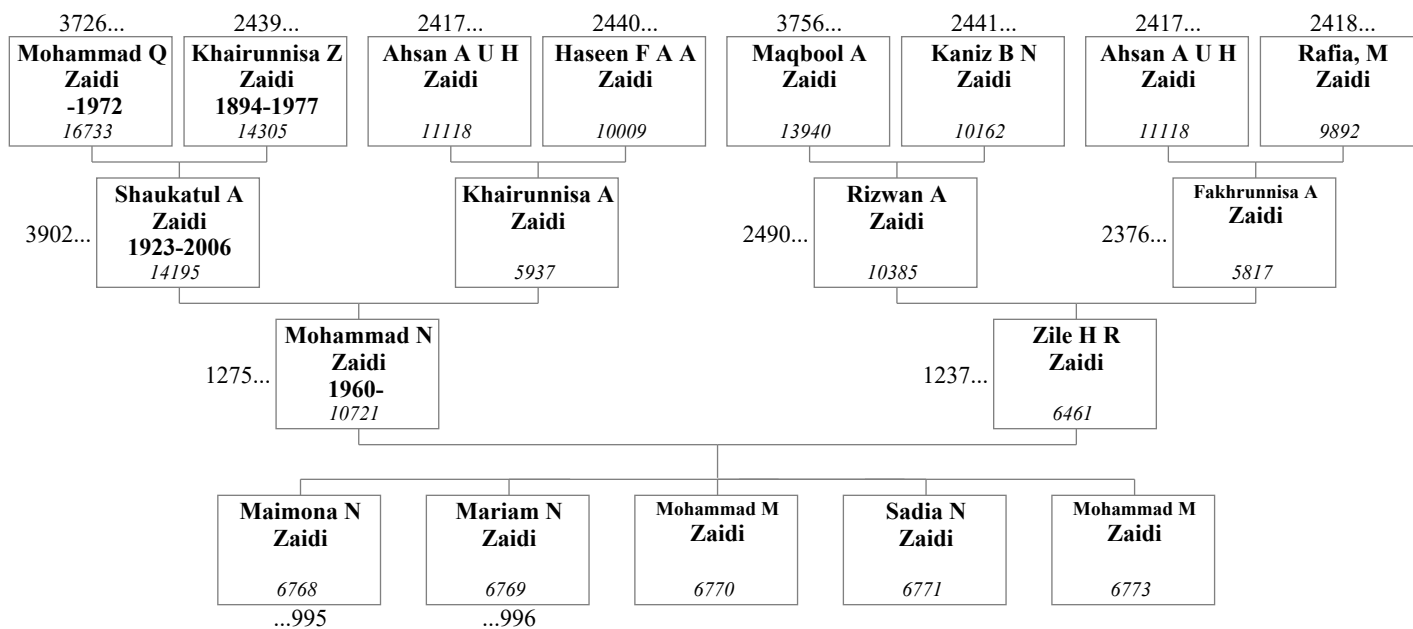 3726... 2439... 2417... 2440... 3756... 2441... 2417... 2418...
Mohammad Q Khairunnisa Z Ahsan A U H Haseen F A A Maqbool A Kaniz B N Ahsan A U H Rafia, M
Zaidi Zaidi Zaidi Zaidi Zaidi Zaidi Zaidi Zaidi
-1972 1894-1977
16733 14305 11118 10009 13940 10162 11118 9892
Shaukatul A Khairunnisa A Rizwan A Fakhrunnisa A
Zaidi Zaidi Zaidi Zaidi
3902... 1923-2006 2490... 2376...
14195 5937 10385 5817
Mohammad N Zile H R
Zaidi Zaidi
1275... 1960- 1237...
10721 6461
Maimona N Mariam N Mohammad M Sadia N Mohammad M
Zaidi Zaidi Zaidi Zaidi Zaidi
6768 6769 6770 6771 6773
...995 ...996